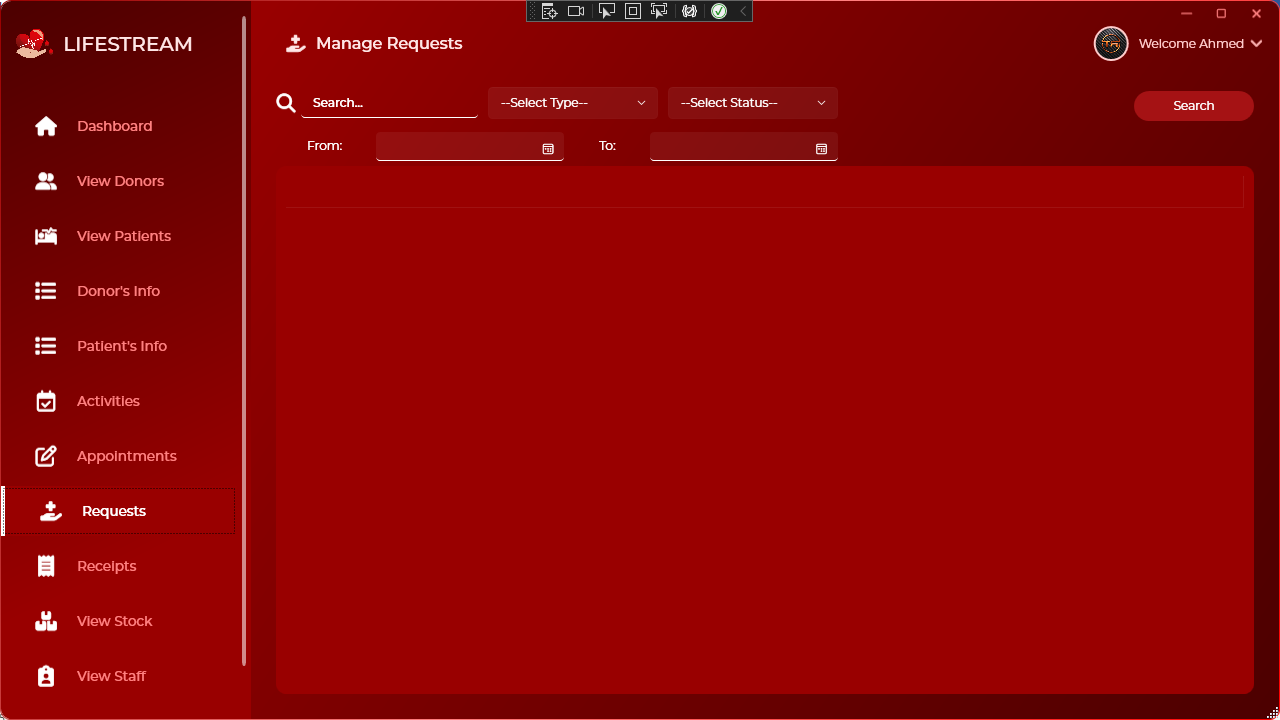 LIFESTREAM
Manage Requests
Welcome Ahmed
Search...
--Select Type--
--Select Status--
Search
From:
To:
Dashboard
View Donors
View Patients
Donor's Info
Patient's Info
Activities
Appointments
Requests
Receipts
View Stock
View Staff